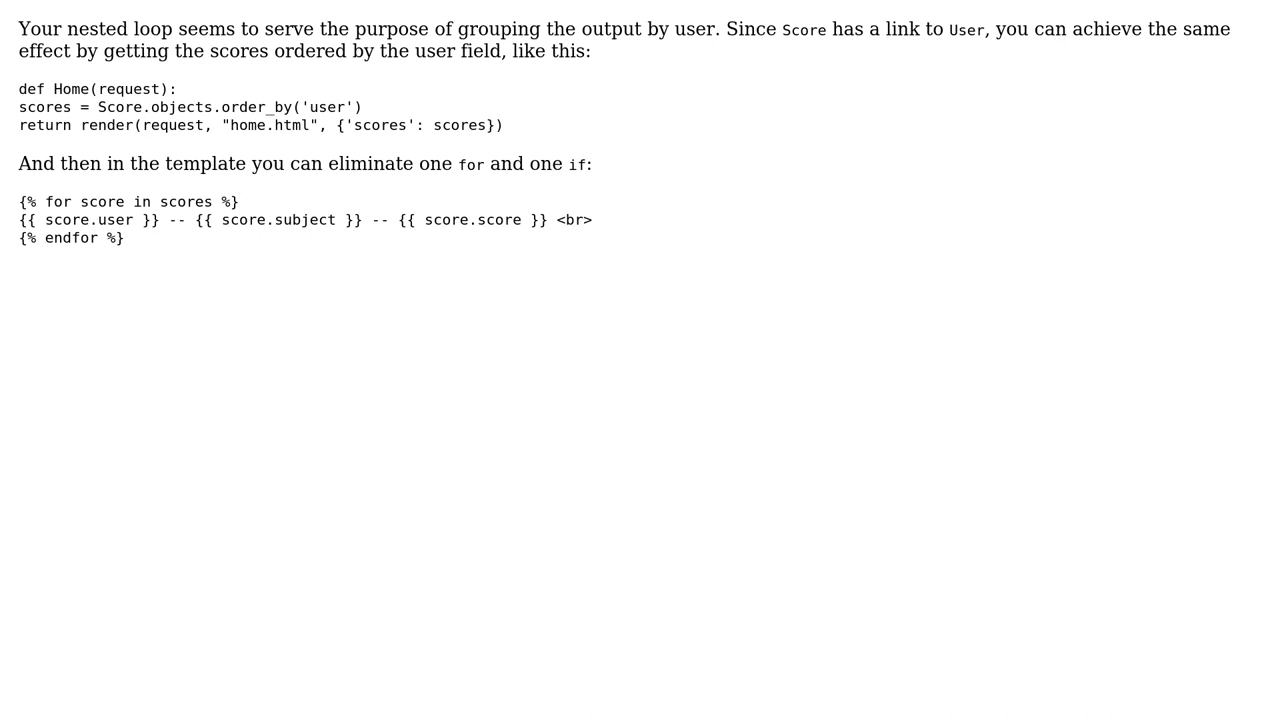 Your nested loop seems to serve the purpose of grouping the output by user. Since Score has a link to User, you can achieve the same
effect by getting the scores ordered by the user field, like this:
def Home(request):
scores = Score.objects.order_by('user')
return render(request, "home.html", {'scores': scores})
And then in the template you can eliminate one for and one if:
{% for score in scores %}
{{ score.user }} -- {{ score.subject }} -- {{ score.score }} <br>
{% endfor %}